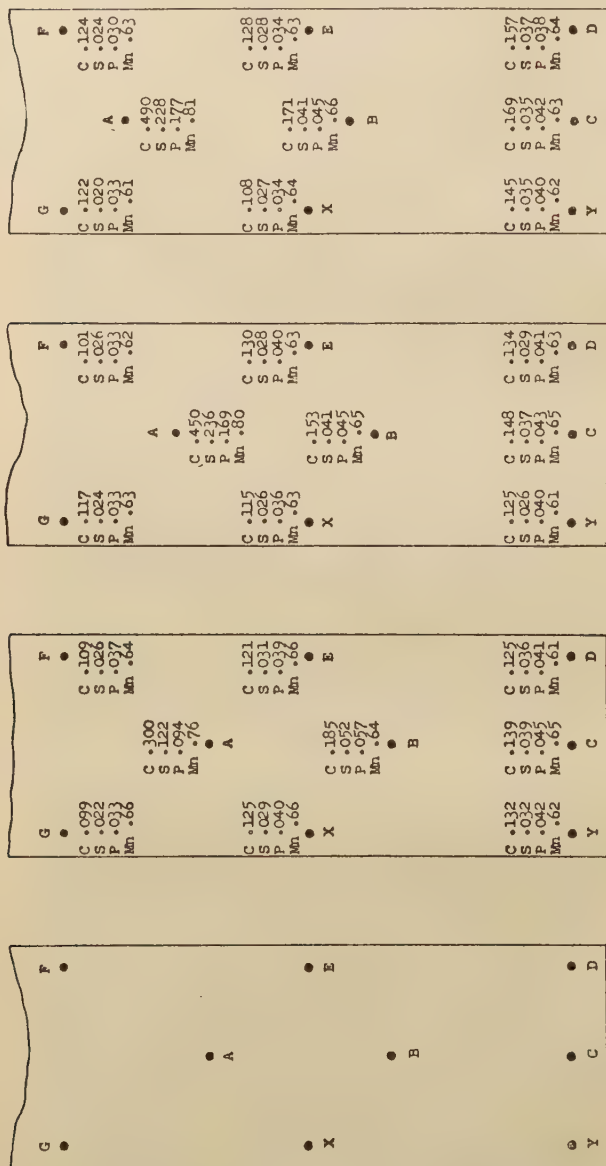 G
F
A
X
E
B
Y
C
D
G
C .099
S .022
P .033
Mn .66
F
C .109
S .026
P .037
Mn .64
C .300
S .122
P .094
Mn .76
A
C .125
S .029
P .040
Mn .66
X
C .121
S .031
P .039
Mn .66
E
C .185
S .052
P .057
Mn .64
B
C .132
S .032
P .042
Mn .62
Y
C .139
S .039
P .045
Mn .65
C
C .125
S .036
P .041
Mn .61
D
G
C .117
S .024
P .033
Mn .63
F
C .101
S .026
P .033
Mn .62
A
C .450
S .236
P .169
Mn .80
C .115
S .026
P .036
Mn .63
X
C .130
S .028
P .040
Mn .63
E
C .153
S .041
P .045
Mn .65
B
C .125
S .026
P .040
Mn .61
Y
C .148
S .037
P .043
Mn .65
C
C .134
S .029
P .041
Mn .63
D
G
C .122
S .020
P .033
Mn .61
F
C .124
S .024
P .030
Mn .63
A
C .490
S .228
P .177
Mn .81
C .108
S .027
P .034
Mn .64
X
C .128
S .028
P .034
Mn .63
E
C .171
S .041
P .045
Mn .66
B
C .145
S .035
P .040
Mn .62
Y
C .169
S .035
P .042
Mn .63
C
C .157
S .037
P .038
Mn .64
D